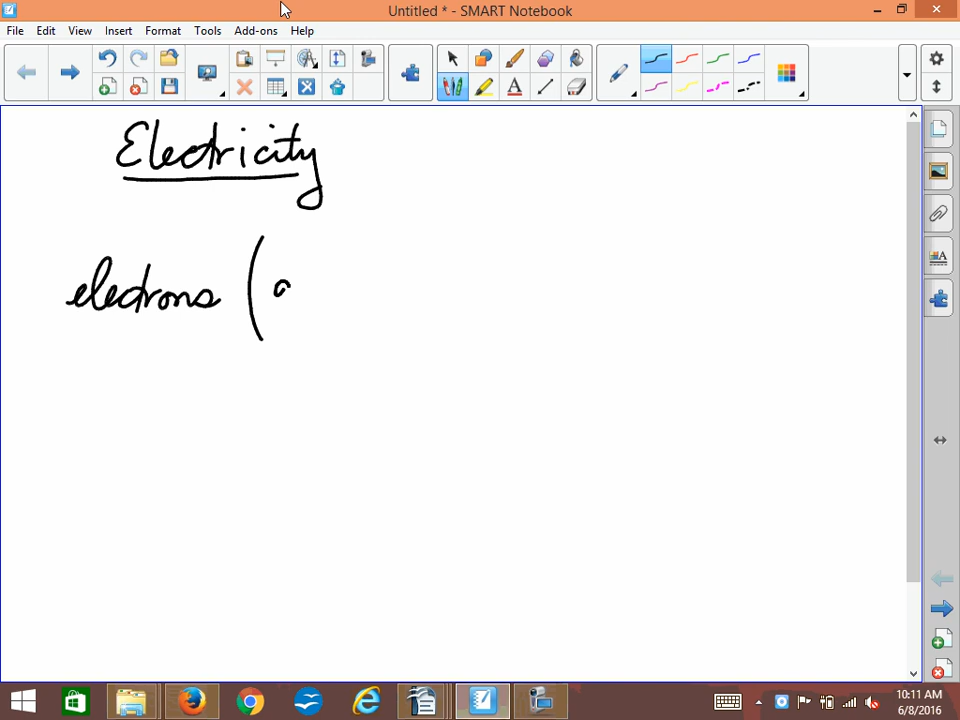 Untitled * - SMART Notebook
File Edit View Insert Format Tools Add-ons Help
Electricity
electrons (a
10:11 AM
6/8/2016